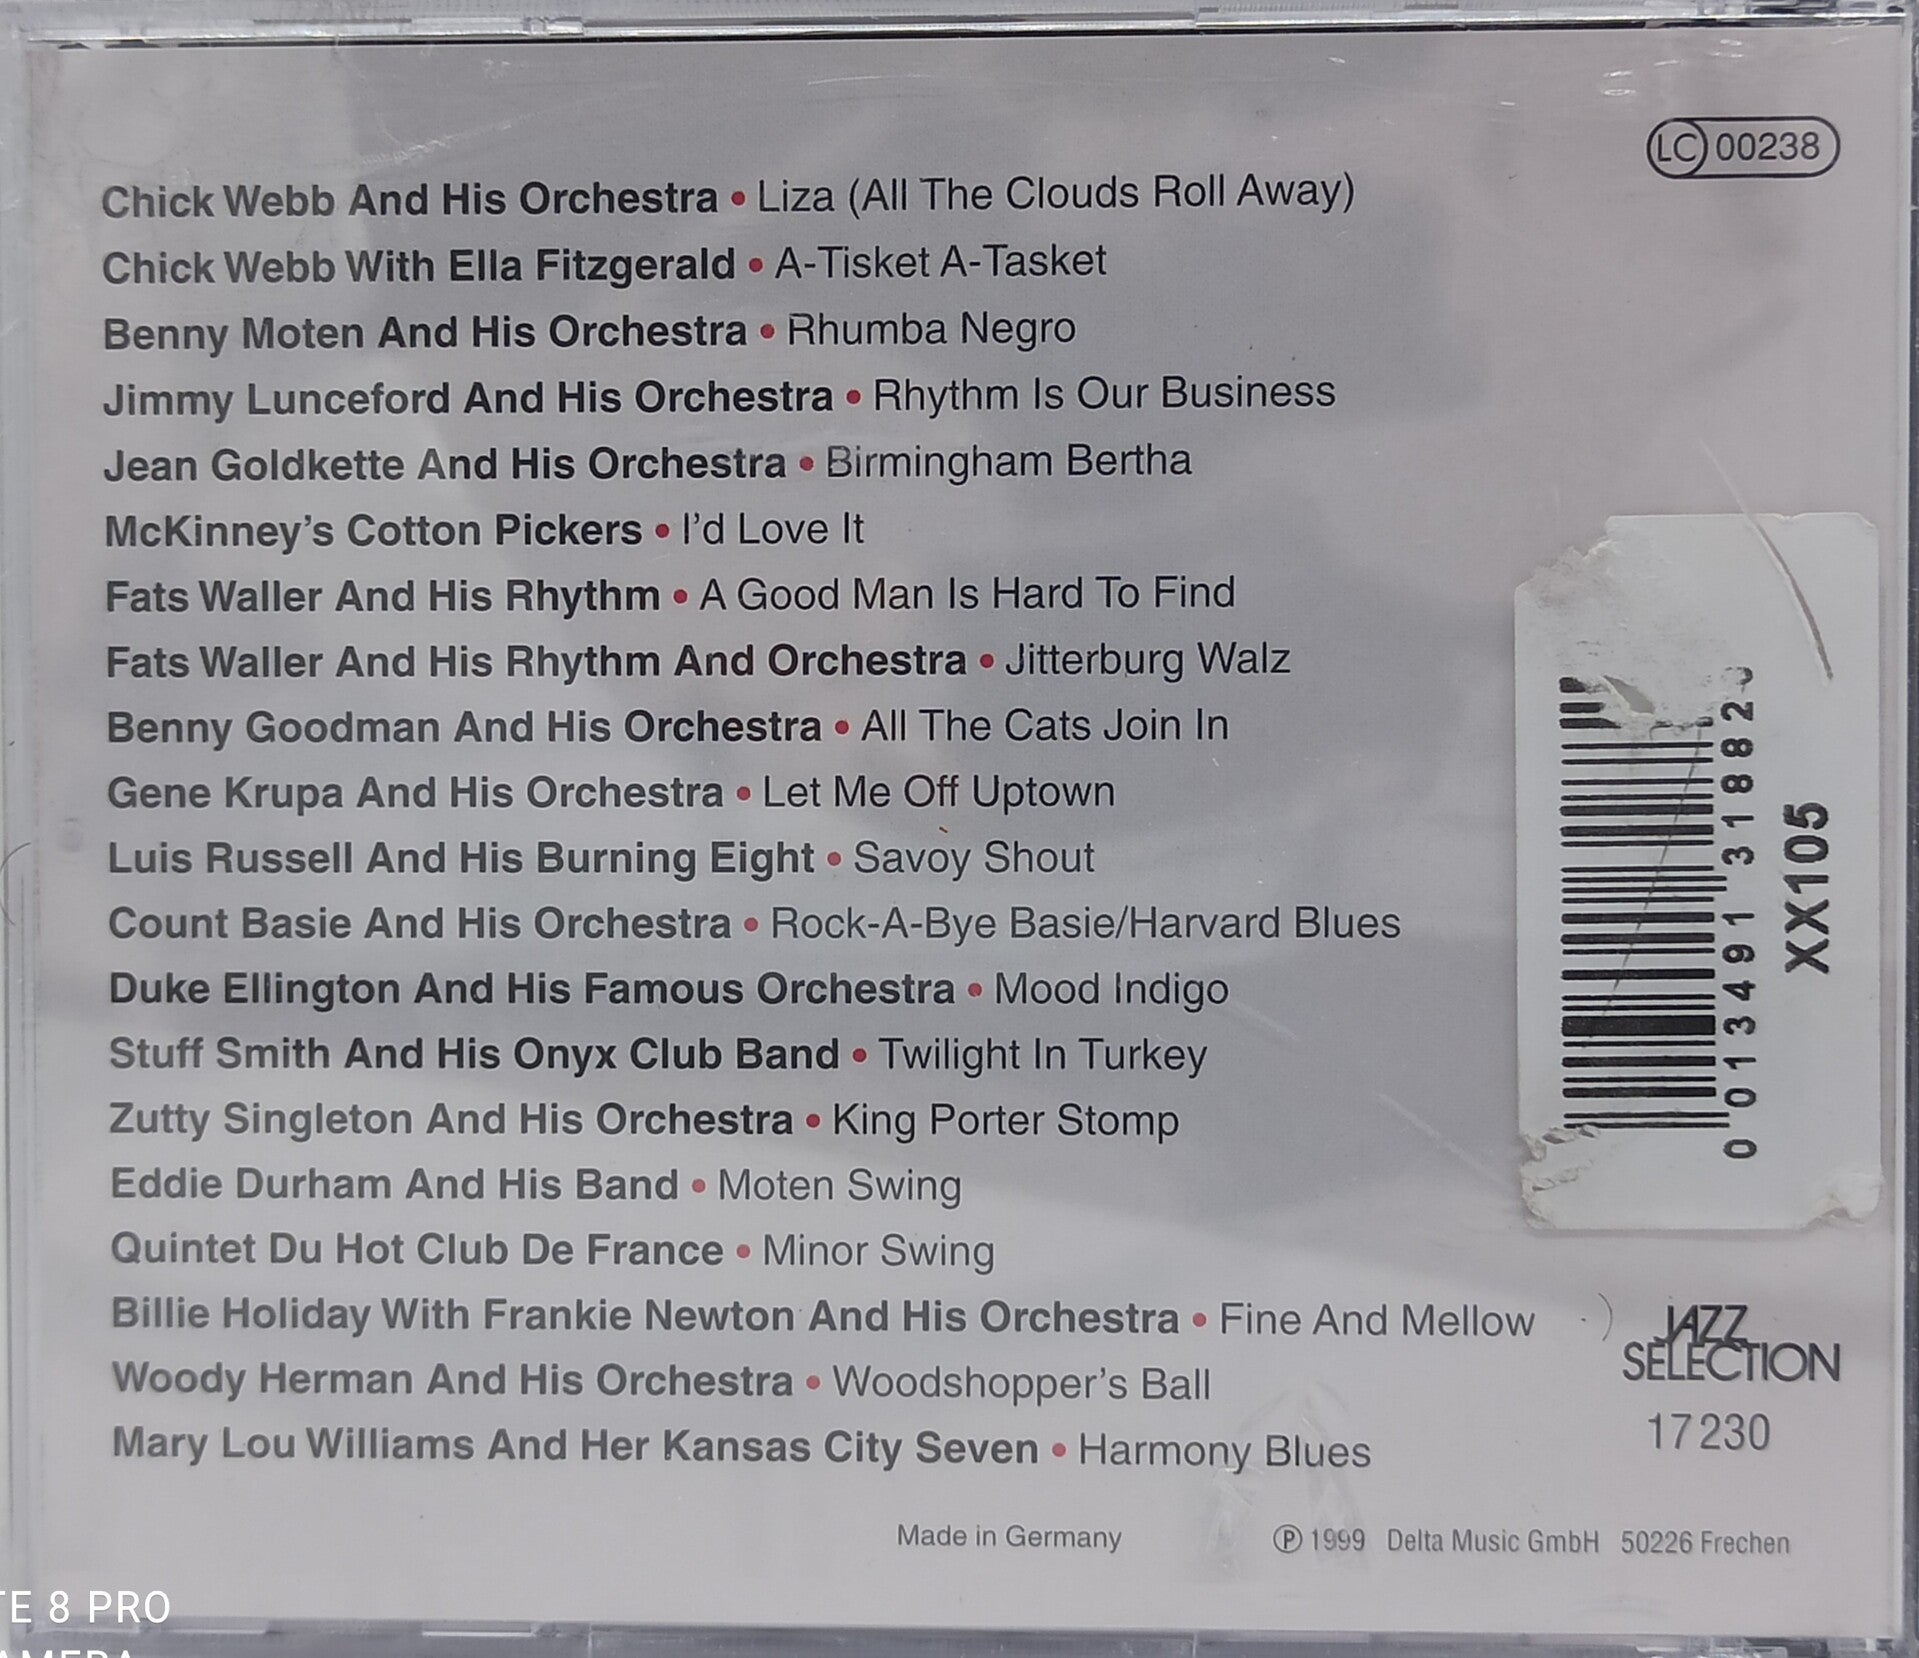 LC 00238
Chick Webb And His Orchestra • Liza (All The Clouds Roll Away)
Chick Webb With Ella Fitzgerald • A-Tisket A-Tasket
Benny Moten And His Orchestra • Rhumba Negro
Jimmy Lunceford And His Orchestra • Rhythm Is Our Business
Jean Goldkette And His Orchestra • Birmingham Bertha
McKinney's Cotton Pickers • I'd Love It
Fats Waller And His Rhythm • A Good Man Is Hard To Find
Fats Waller And His Rhythm And Orchestra • Jitterburg Walz
Benny Goodman And His Orchestra • All The Cats Join In
Gene Krupa And His Orchestra • Let Me Off Uptown
Luis Russell And His Burning Eight • Savoy Shout
Count Basie And His Orchestra • Rock-A-Bye Basie/Harvard Blues
Duke Ellington And His Famous Orchestra • Mood Indigo
Stuff Smith And His Onyx Club Band • Twilight In Turkey
Zutty Singleton And His Orchestra • King Porter Stomp
Eddie Durham And His Band • Moten Swing
Quintet Du Hot Club De France • Minor Swing
Billie Holiday With Frankie Newton And His Orchestra • Fine And Mellow
Woody Herman And His Orchestra • Woodshopper's Ball
Mary Lou Williams And Her Kansas City Seven • Harmony Blues
0 013491 31882
XX105
JAZZ
SELECTION
17 230
Made in Germany
℗ 1999 Delta Music GmbH 50226 Frechen
TE 8 PRO